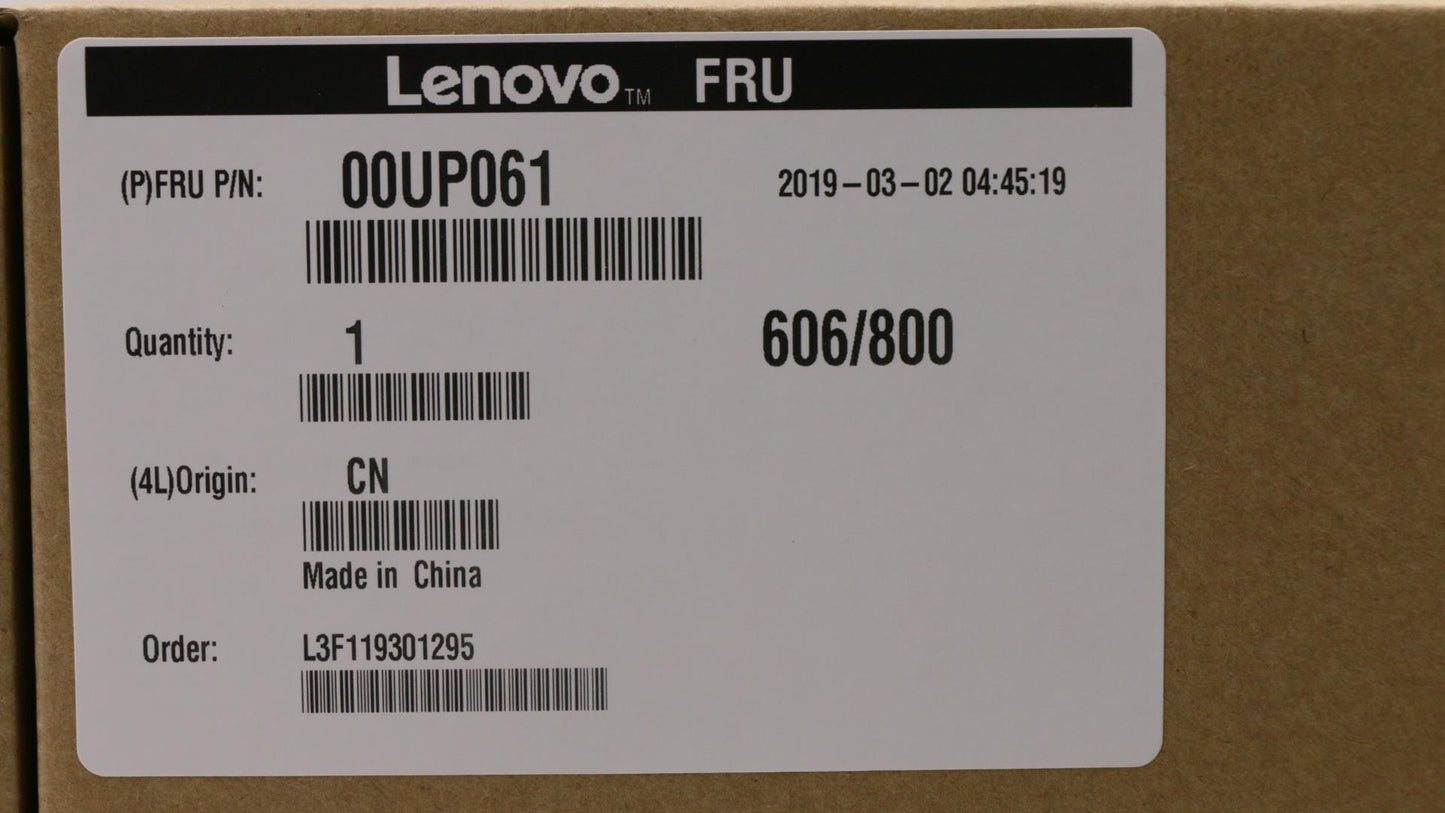 Lenovo™ FRU
(P)FRU P/N: 00UP061 2019-03-02 04:45:19
Quantity: 1 606/800
(4L)Origin: CN
Made in China
Order: L3F119301295